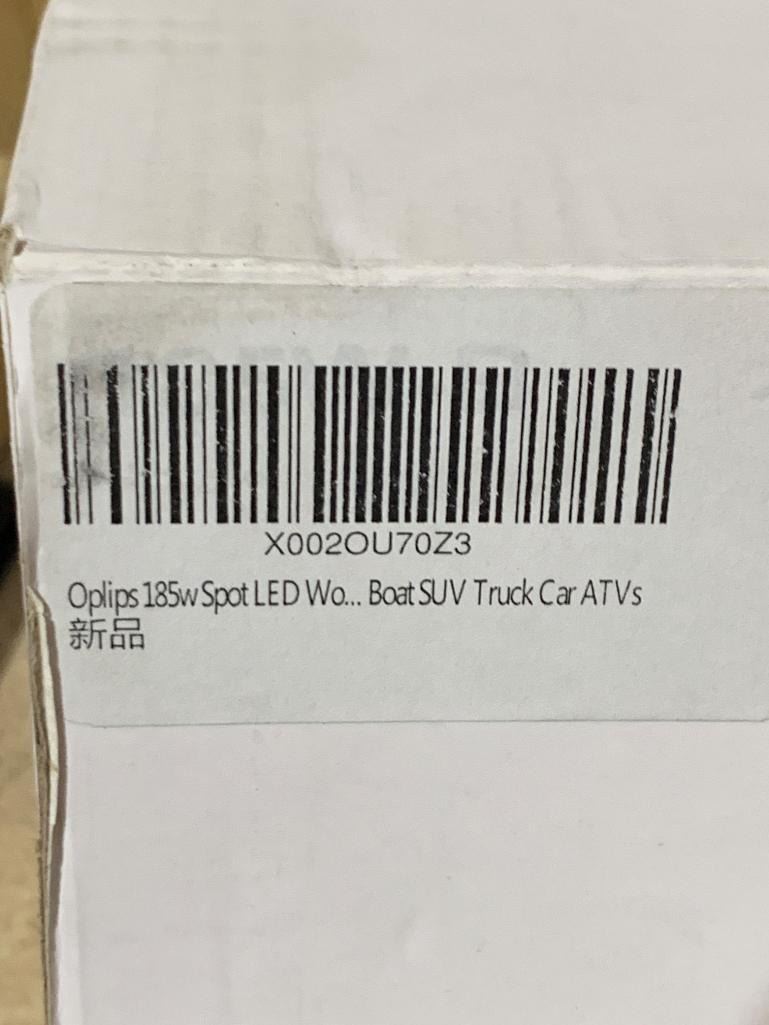 X002OU70Z3
Oplips 185w Spot LED Wo... Boat SUV Truck Car ATVs
新品